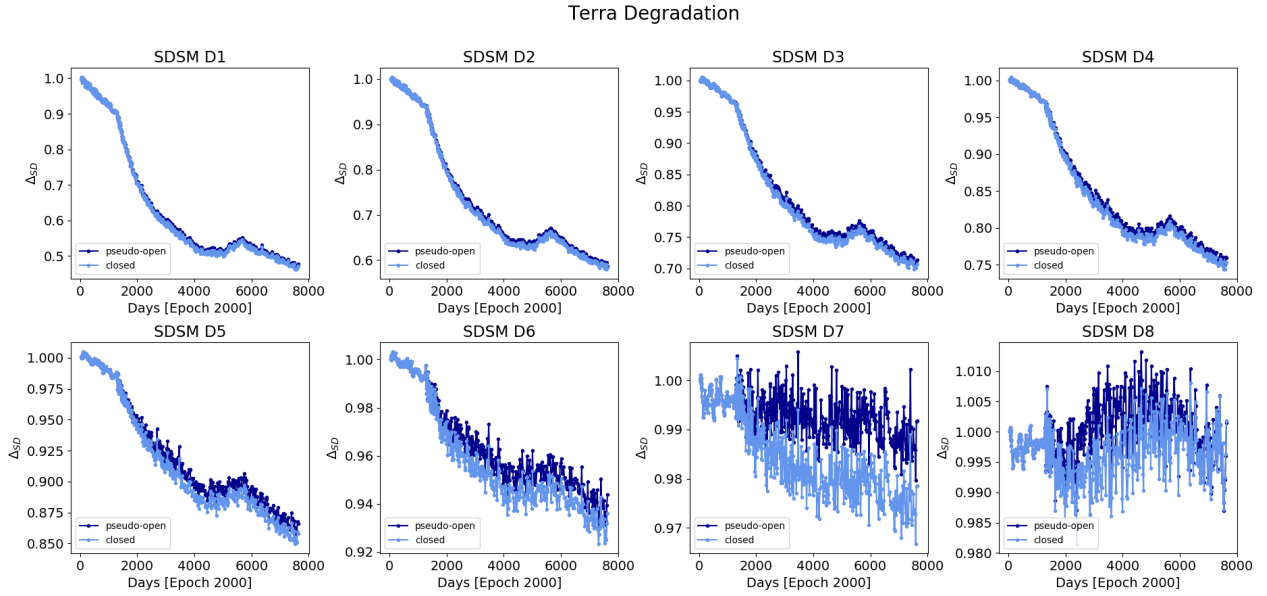 Terra Degradation
SDSM D1
1.0
0.9
0.8
0.7
0.6
0.5
Δ_SD
pseudo-open
closed
0 2000 4000 6000 8000
Days [Epoch 2000]
SDSM D2
1.0
0.9
0.8
0.7
0.6
Δ_SD
pseudo-open
closed
0 2000 4000 6000 8000
Days [Epoch 2000]
SDSM D3
1.00
0.95
0.90
0.85
0.80
0.75
0.70
Δ_SD
pseudo-open
closed
0 2000 4000 6000 8000
Days [Epoch 2000]
SDSM D4
1.00
0.95
0.90
0.85
0.80
0.75
Δ_SD
pseudo-open
closed
0 2000 4000 6000 8000
Days [Epoch 2000]
SDSM D5
1.000
0.975
0.950
0.925
0.900
0.875
0.850
Δ_SD
pseudo-open
closed
0 2000 4000 6000 8000
Days [Epoch 2000]
SDSM D6
1.00
0.98
0.96
0.94
0.92
Δ_SD
pseudo-open
closed
0 2000 4000 6000 8000
Days [Epoch 2000]
SDSM D7
1.00
0.99
0.98
0.97
Δ_SD
pseudo-open
closed
0 2000 4000 6000 8000
Days [Epoch 2000]
SDSM D8
1.010
1.005
1.000
0.995
0.990
0.985
0.980
Δ_SD
pseudo-open
closed
0 2000 4000 6000 8000
Days [Epoch 2000]